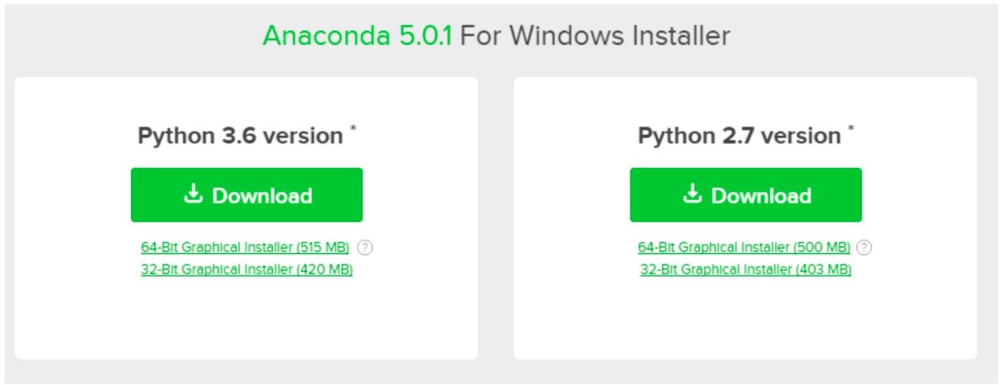 Anaconda 5.0.1 For Windows Installer
Python 3.6 version *
Download
64-Bit Graphical Installer (515 MB) ?
32-Bit Graphical Installer (420 MB)
Python 2.7 version *
Download
64-Bit Graphical Installer (500 MB) ?
32-Bit Graphical Installer (403 MB)